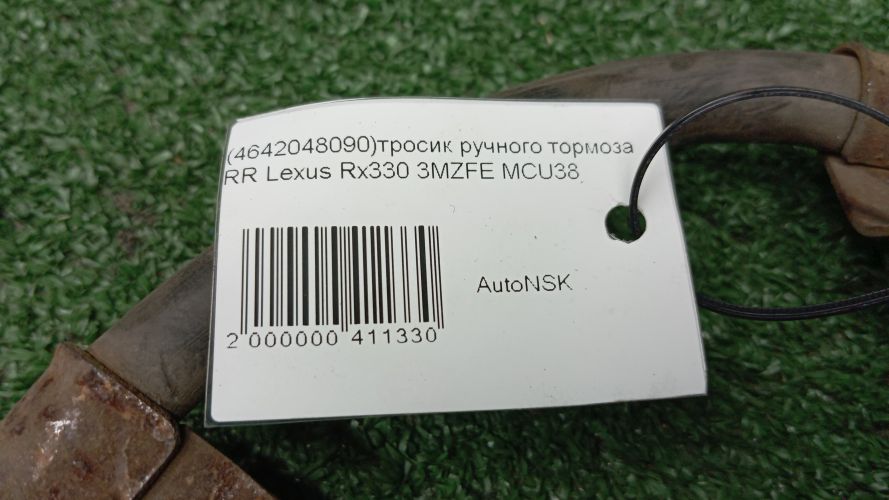 (4642048090)тросик ручного тормоза
RR Lexus Rx330 3MZFE MCU38
AutoNSK
2 000000 411330